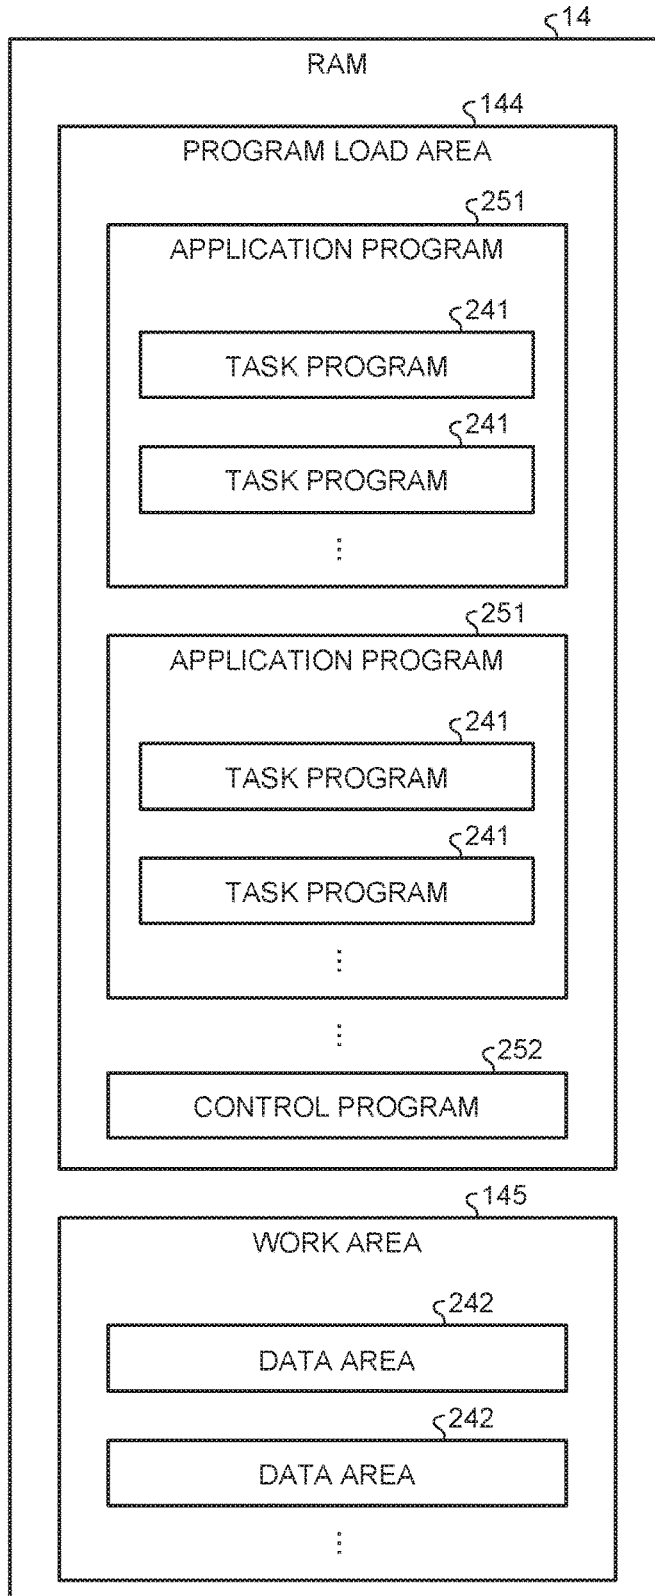 14
RAM
144
PROGRAM LOAD AREA
251
APPLICATION PROGRAM
241
TASK PROGRAM
241
TASK PROGRAM
⋮
251
APPLICATION PROGRAM
241
TASK PROGRAM
241
TASK PROGRAM
⋮
⋮
252
CONTROL PROGRAM
145
WORK AREA
242
DATA AREA
242
DATA AREA
⋮